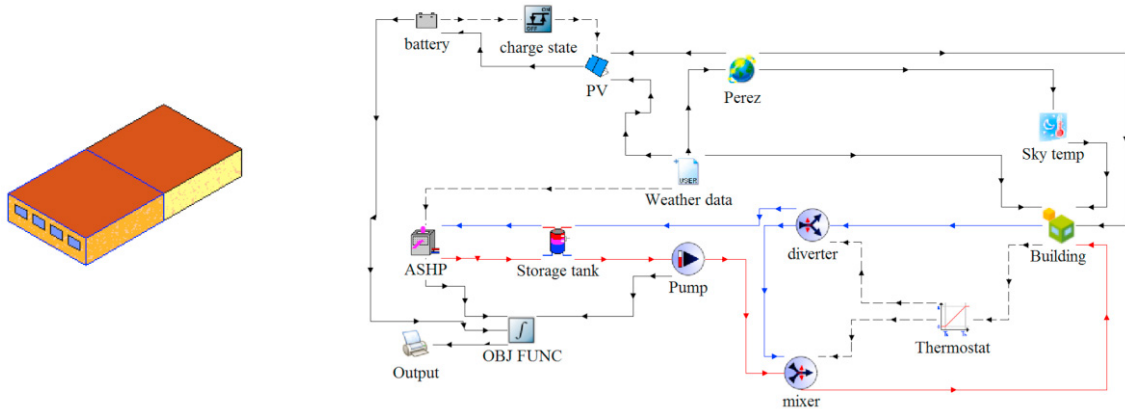 battery
charge state
PV
Perez
Sky temp
USER
Weather data
ASHP
Storage tank
Pump
diverter
Building
Thermostat
OBJ FUNC
Output
mixer